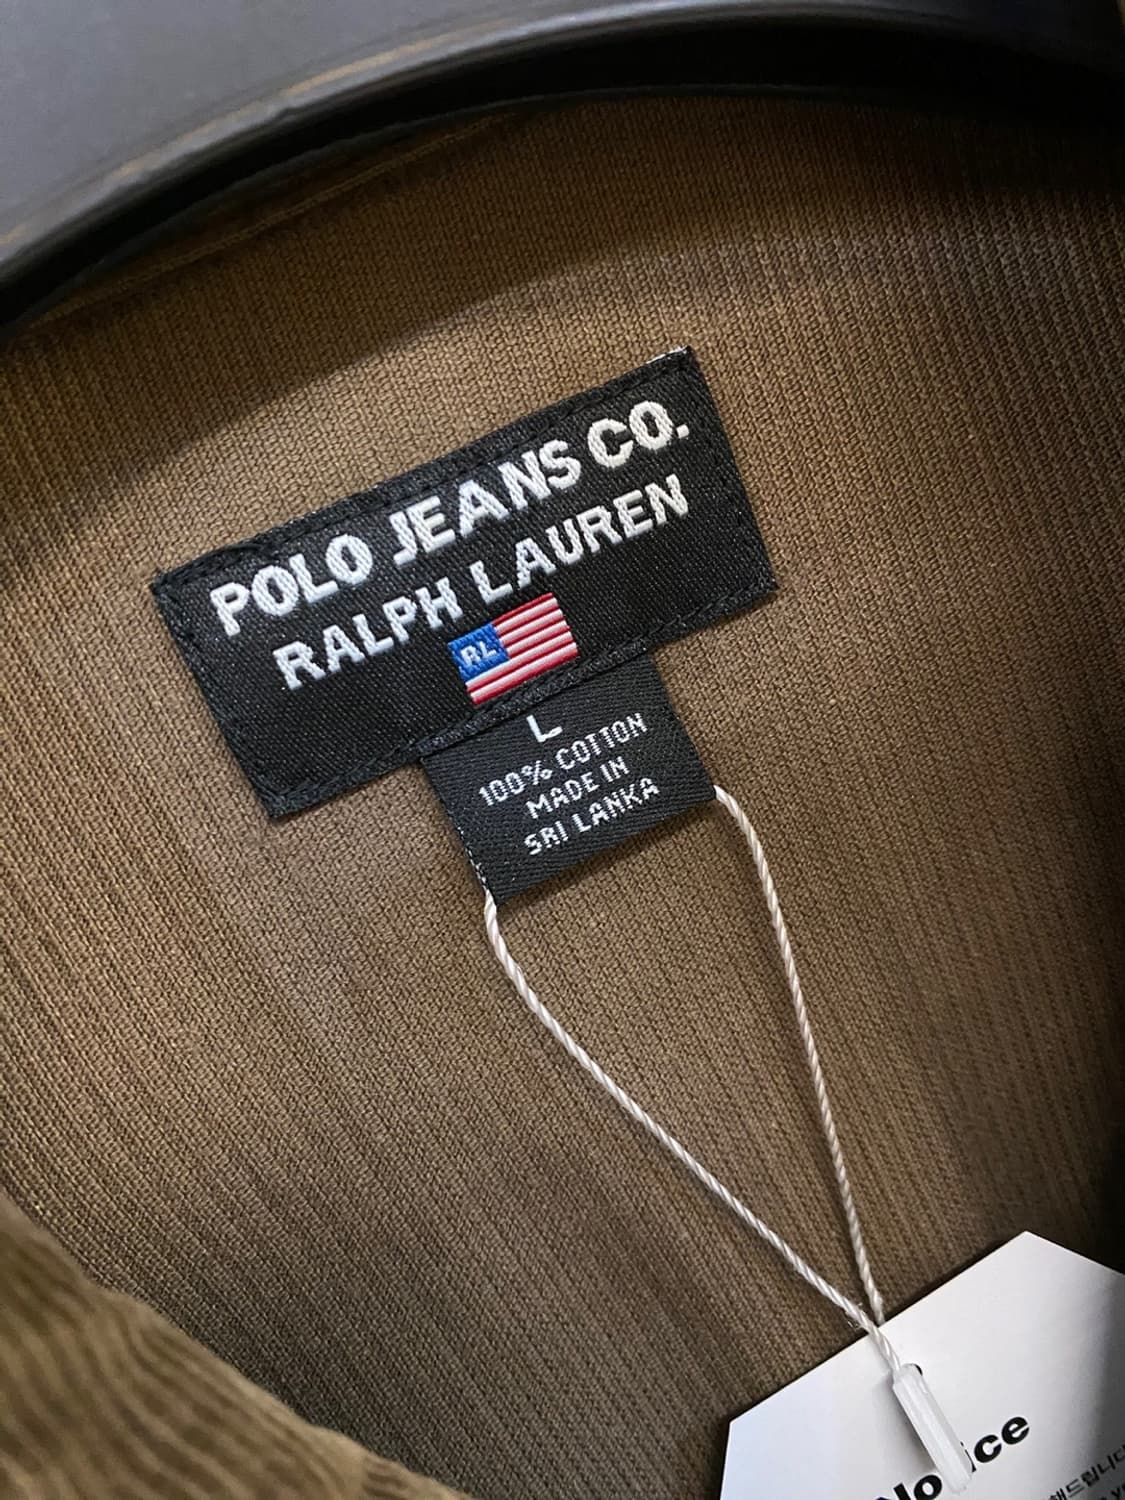 POLO JEANS CO.
RALPH LAUREN
RL
L
100% COTTON
MADE IN
SRI LANKA